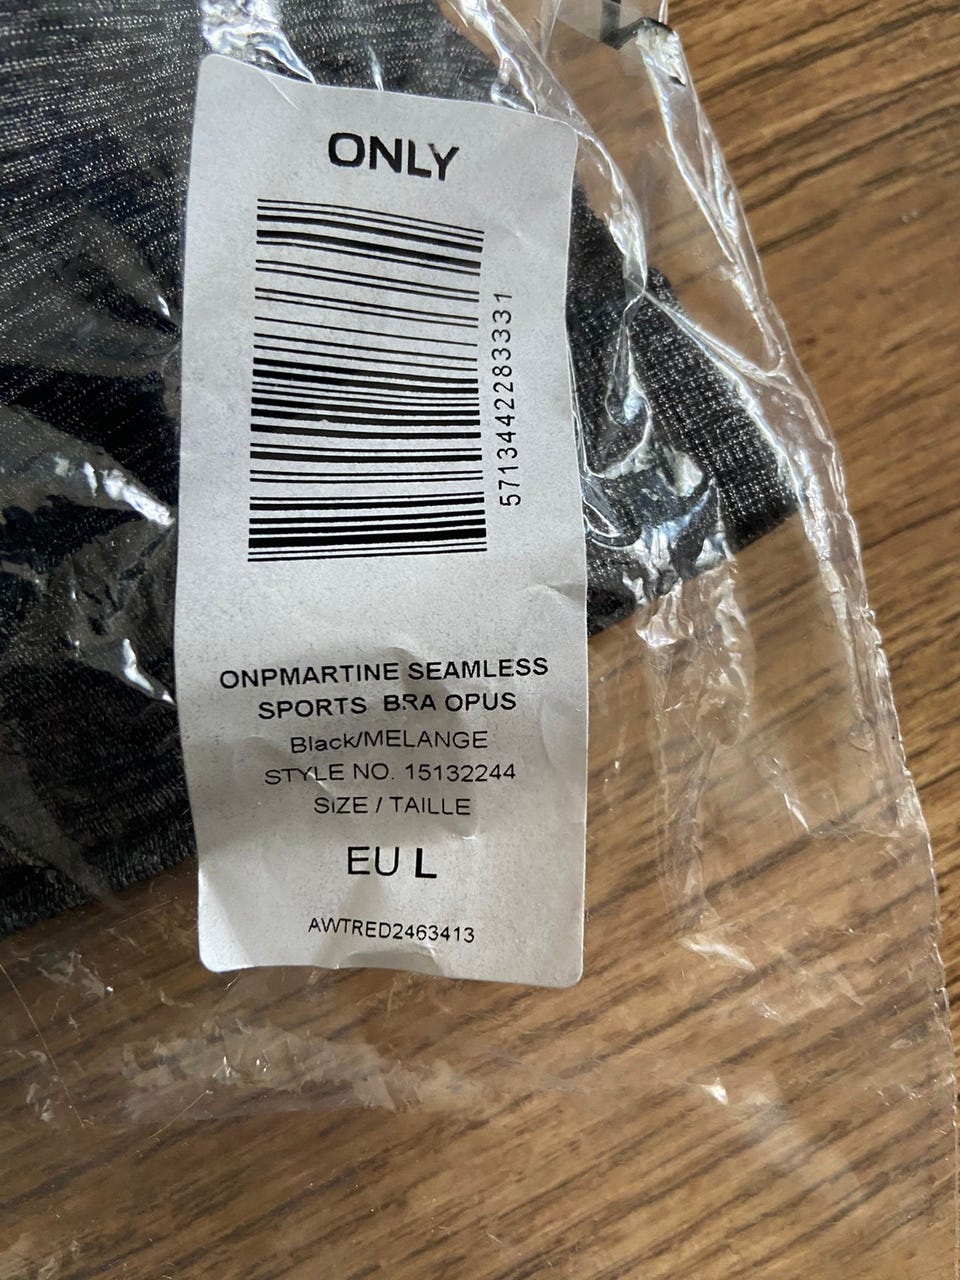 ONLY
5713442283331
ONPMARTINE SEAMLESS
SPORTS BRA OPUS
Black/MELANGE
STYLE NO. 15132244
SIZE / TAILLE
EU L
AWTRED2463413